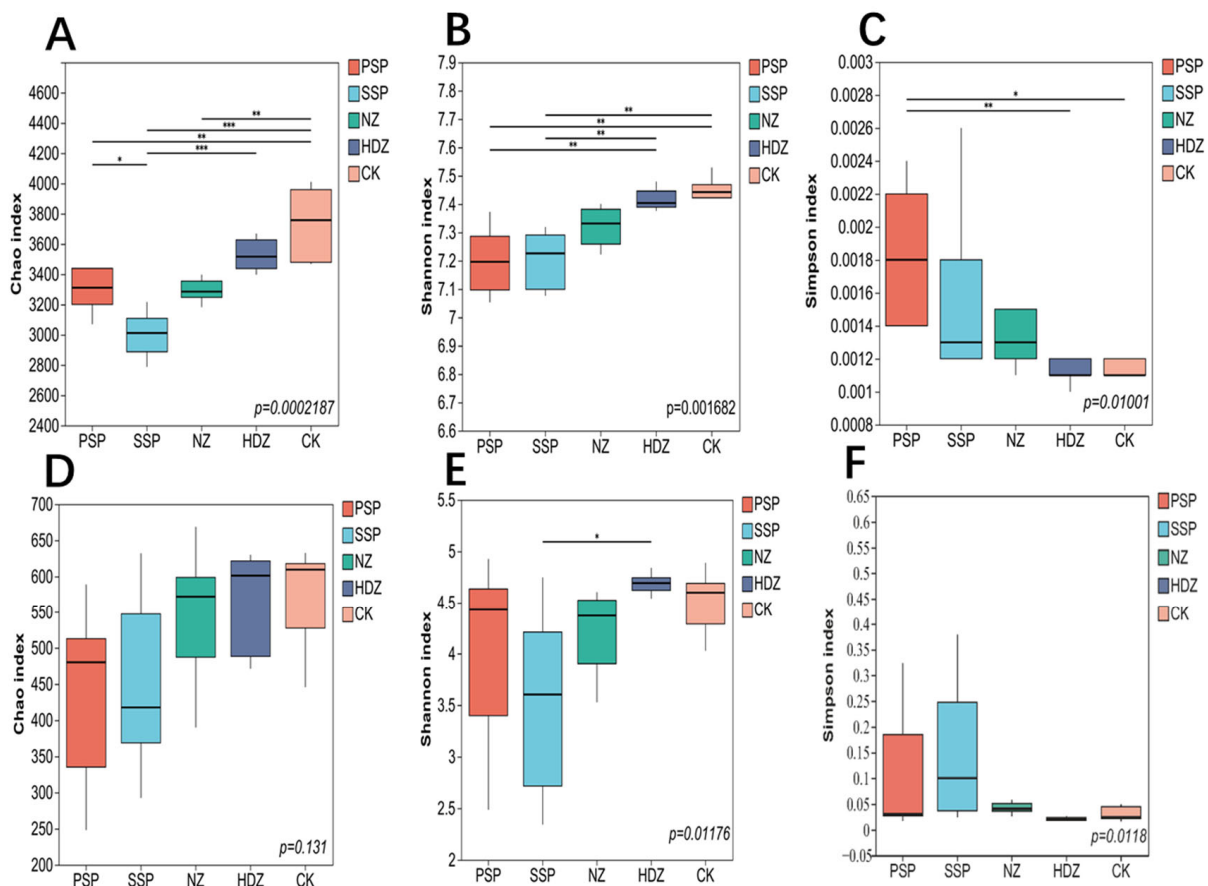 A
Chao index
4600
4400
4200
4000
3800
3600
3400
3200
3000
2800
2600
2400
PSP
SSP
NZ
HDZ
CK
**
***
**
***
*
p=0.0002187
PSP SSP NZ HDZ CK
B
Shannon index
7.9
7.8
7.7
7.6
7.5
7.4
7.3
7.2
7.1
7
6.9
6.8
6.7
6.6
PSP
SSP
NZ
HDZ
CK
**
**
**
**
p=0.001682
PSP SSP NZ HDZ CK
C
Simpson index
0.003
0.0028
0.0026
0.0024
0.0022
0.002
0.0018
0.0016
0.0014
0.0012
0.001
0.0008
PSP
SSP
NZ
HDZ
CK
*
**
p=0.01001
PSP SSP NZ HDZ CK
D
Chao index
700
650
600
550
500
450
400
350
300
250
200
PSP
SSP
NZ
HDZ
CK
p=0.131
PSP SSP NZ HDZ CK
E
Shannon index
5.5
5
4.5
4
3.5
3
2.5
2
PSP
SSP
NZ
HDZ
CK
*
p=0.01176
PSP SSP NZ HDZ CK
F
Simpson index
0.65
0.6
0.55
0.5
0.45
0.4
0.35
0.3
0.25
0.2
0.15
0.1
0.05
0
-0.05
PSP
SSP
NZ
HDZ
CK
p=0.0118
PSP SSP NZ HDZ CK